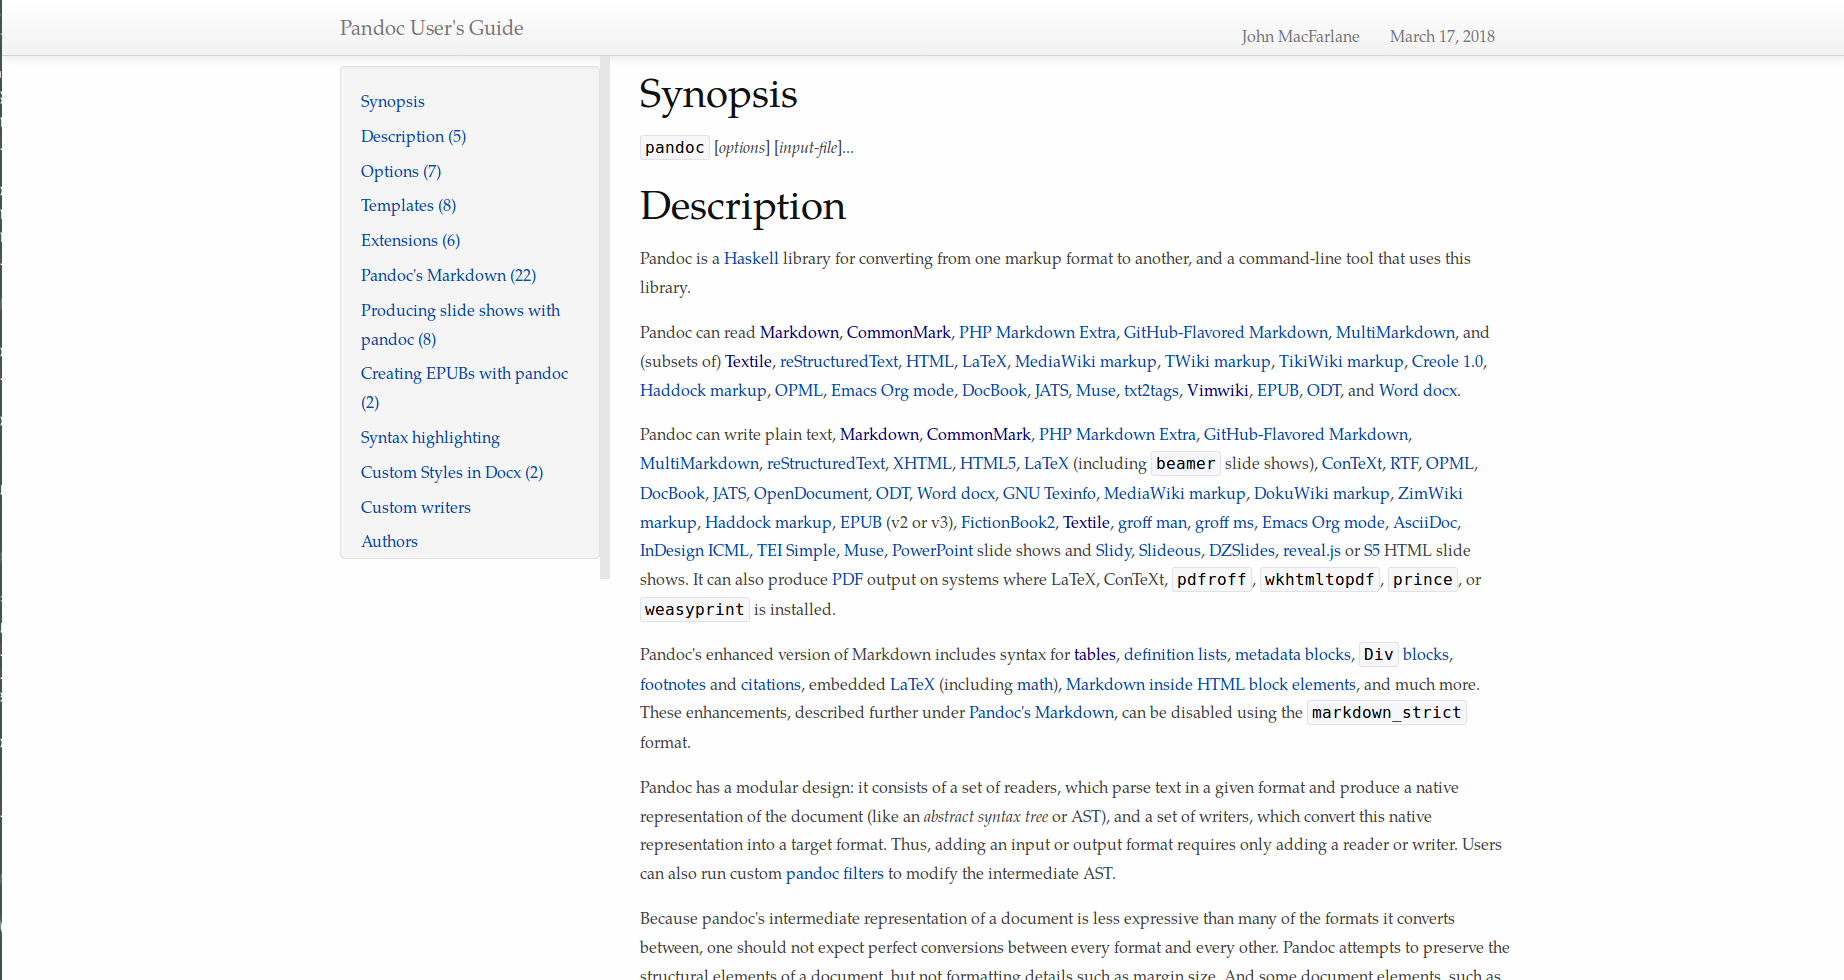 Pandoc User's Guide
John MacFarlane March 17, 2018
Synopsis
Description (5)
Options (7)
Templates (8)
Extensions (6)
Pandoc's Markdown (22)
Producing slide shows with
pandoc (8)
Creating EPUBs with pandoc
(2)
Syntax highlighting
Custom Styles in Docx (2)
Custom writers
Authors
Synopsis
pandoc [options] [input-file]...
Description
Pandoc is a Haskell library for converting from one markup format to another, and a command-line tool that uses this
library.
Pandoc can read Markdown, CommonMark, PHP Markdown Extra, GitHub-Flavored Markdown, MultiMarkdown, and
(subsets of) Textile, reStructuredText, HTML, LaTeX, MediaWiki markup, TWiki markup, TikiWiki markup, Creole 1.0,
Haddock markup, OPML, Emacs Org mode, DocBook, JATS, Muse, txt2tags, Vimwiki, EPUB, ODT, and Word docx.
Pandoc can write plain text, Markdown, CommonMark, PHP Markdown Extra, GitHub-Flavored Markdown,
MultiMarkdown, reStructuredText, XHTML, HTML5, LaTeX (including beamer slide shows), ConTeXt, RTF, OPML,
DocBook, JATS, OpenDocument, ODT, Word docx, GNU Texinfo, MediaWiki markup, DokuWiki markup, ZimWiki
markup, Haddock markup, EPUB (v2 or v3), FictionBook2, Textile, groff man, groff ms, Emacs Org mode, AsciiDoc,
InDesign ICML, TEI Simple, Muse, PowerPoint slide shows and Slidy, Slideous, DZSlides, reveal.js or S5 HTML slide
shows. It can also produce PDF output on systems where LaTeX, ConTeXt, pdfroff, wkhtmltopdf, prince, or
weasyprint is installed.
Pandoc's enhanced version of Markdown includes syntax for tables, definition lists, metadata blocks, Div blocks,
footnotes and citations, embedded LaTeX (including math), Markdown inside HTML block elements, and much more.
These enhancements, described further under Pandoc's Markdown, can be disabled using the markdown_strict
format.
Pandoc has a modular design: it consists of a set of readers, which parse text in a given format and produce a native
representation of the document (like an abstract syntax tree or AST), and a set of writers, which convert this native
representation into a target format. Thus, adding an input or output format requires only adding a reader or writer. Users
can also run custom pandoc filters to modify the intermediate AST.
Because pandoc's intermediate representation of a document is less expressive than many of the formats it converts
between, one should not expect perfect conversions between every format and every other. Pandoc attempts to preserve the
structural elements of a document, but not formatting details such as margin size. And some document elements, such as